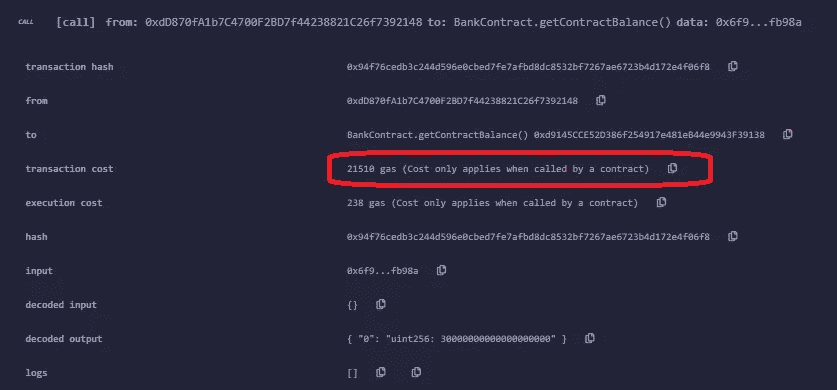 CALL [call] from: 0xdD870fA1b7C4700F2BD7f44238821C26f7392148 to: BankContract.getContractBalance() data: 0x6f9...fb98a
transaction hash 0x94f76cedb3c244d596e0cbed7fe7afbd8dc8532bf7267ae6723b4d172e4f06f8
from 0xdD870fA1b7C4700F2BD7f44238821C26f7392148
to BankContract.getContractBalance() 0xd9145CCE52D386f254917e481eB44e9943F39138
transaction cost 21510 gas (Cost only applies when called by a contract)
execution cost 238 gas (Cost only applies when called by a contract)
hash 0x94f76cedb3c244d596e0cbed7fe7afbd8dc8532bf7267ae6723b4d172e4f06f8
input 0x6f9...fb98a
decoded input {}
decoded output { "0": "uint256: 30000000000000000000" }
logs []